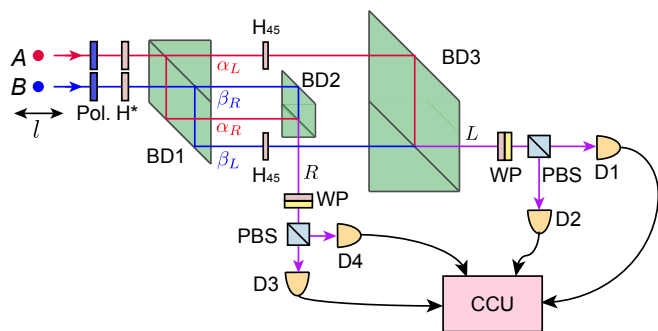 A
B
l
Pol.
H*
BD1
α_L
β_R
α_R
β_L
H₄₅
H₄₅
BD2
BD3
R
L
WP
PBS
D1
D2
WP
PBS
D4
D3
CCU